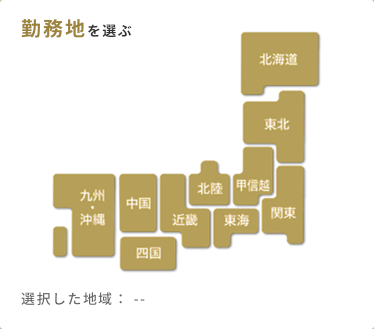 勤務地を選ぶ
北海道
東北
北陸
甲信越
九州
・
沖縄
中国
近畿
東海
関東
四国
選択した地域： --